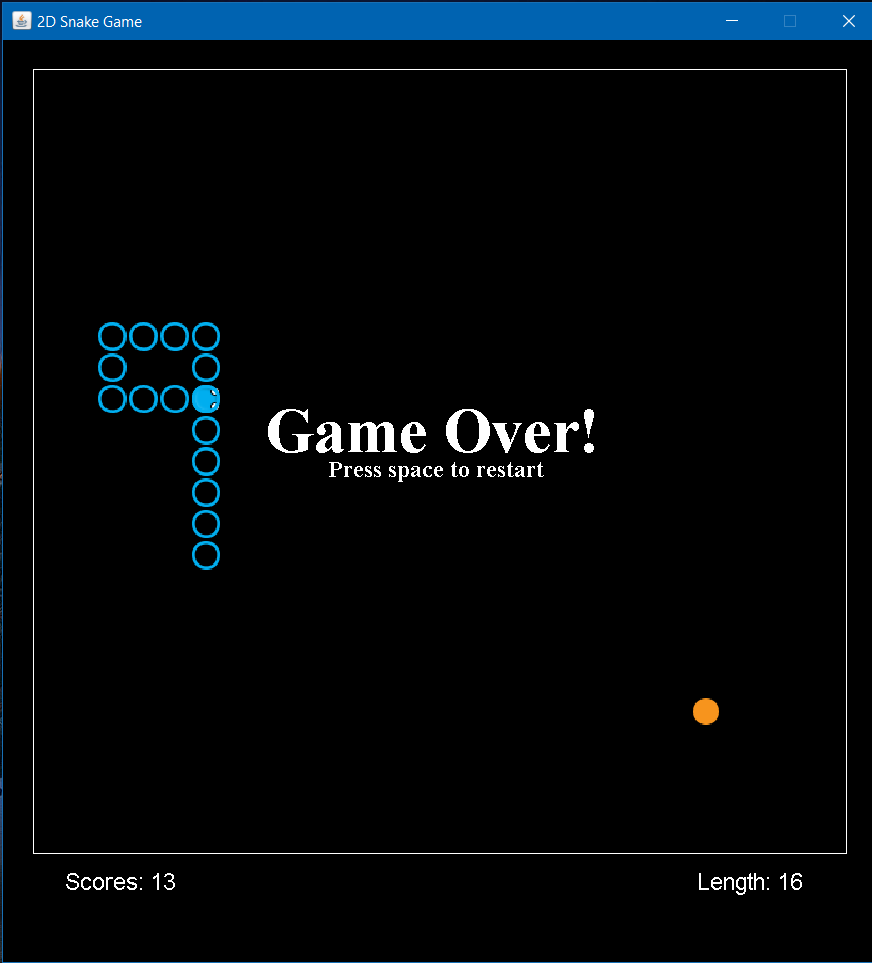 2D Snake Game
Game Over!
Press space to restart
Scores: 13
Length: 16